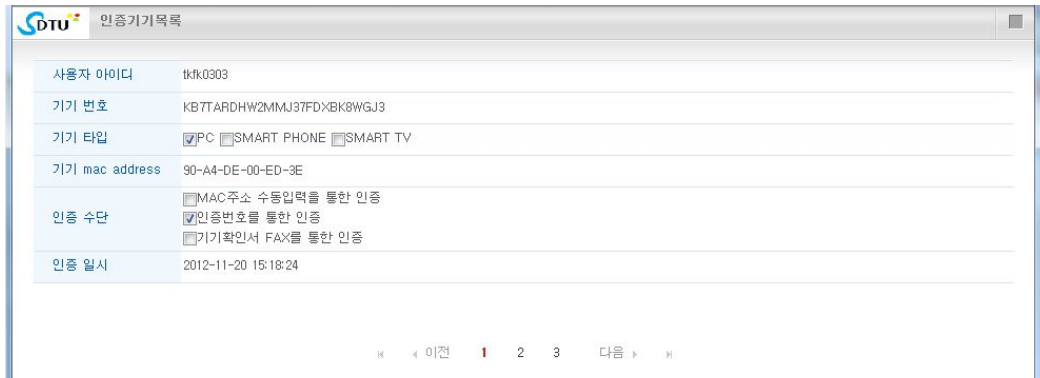 SDTU 인증기기목록
사용자 아이디 tkfk0303
기기 번호 KB7TARDHW2MMJ37FDXBK8WGJ3
기기 타입 PC SMART PHONE SMART TV
기기 mac address 90-A4-DE-00-ED-3E
MAC주소 수동입력을 통한 인증
인증 수단 인증번호를 통한 인증
기기확인서 FAX를 통한 인증
인증 일시 2012-11-20 15:18:24
이전 1 2 3 다음